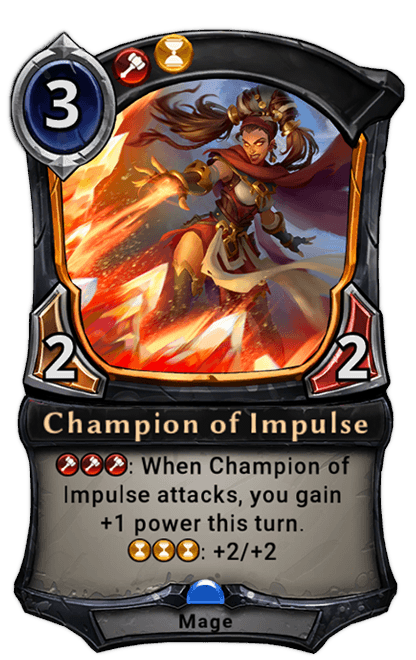 3
2
2
Champion of Impulse
: When Champion of
Impulse attacks, you gain
+1 power this turn.
: +2/+2
Mage